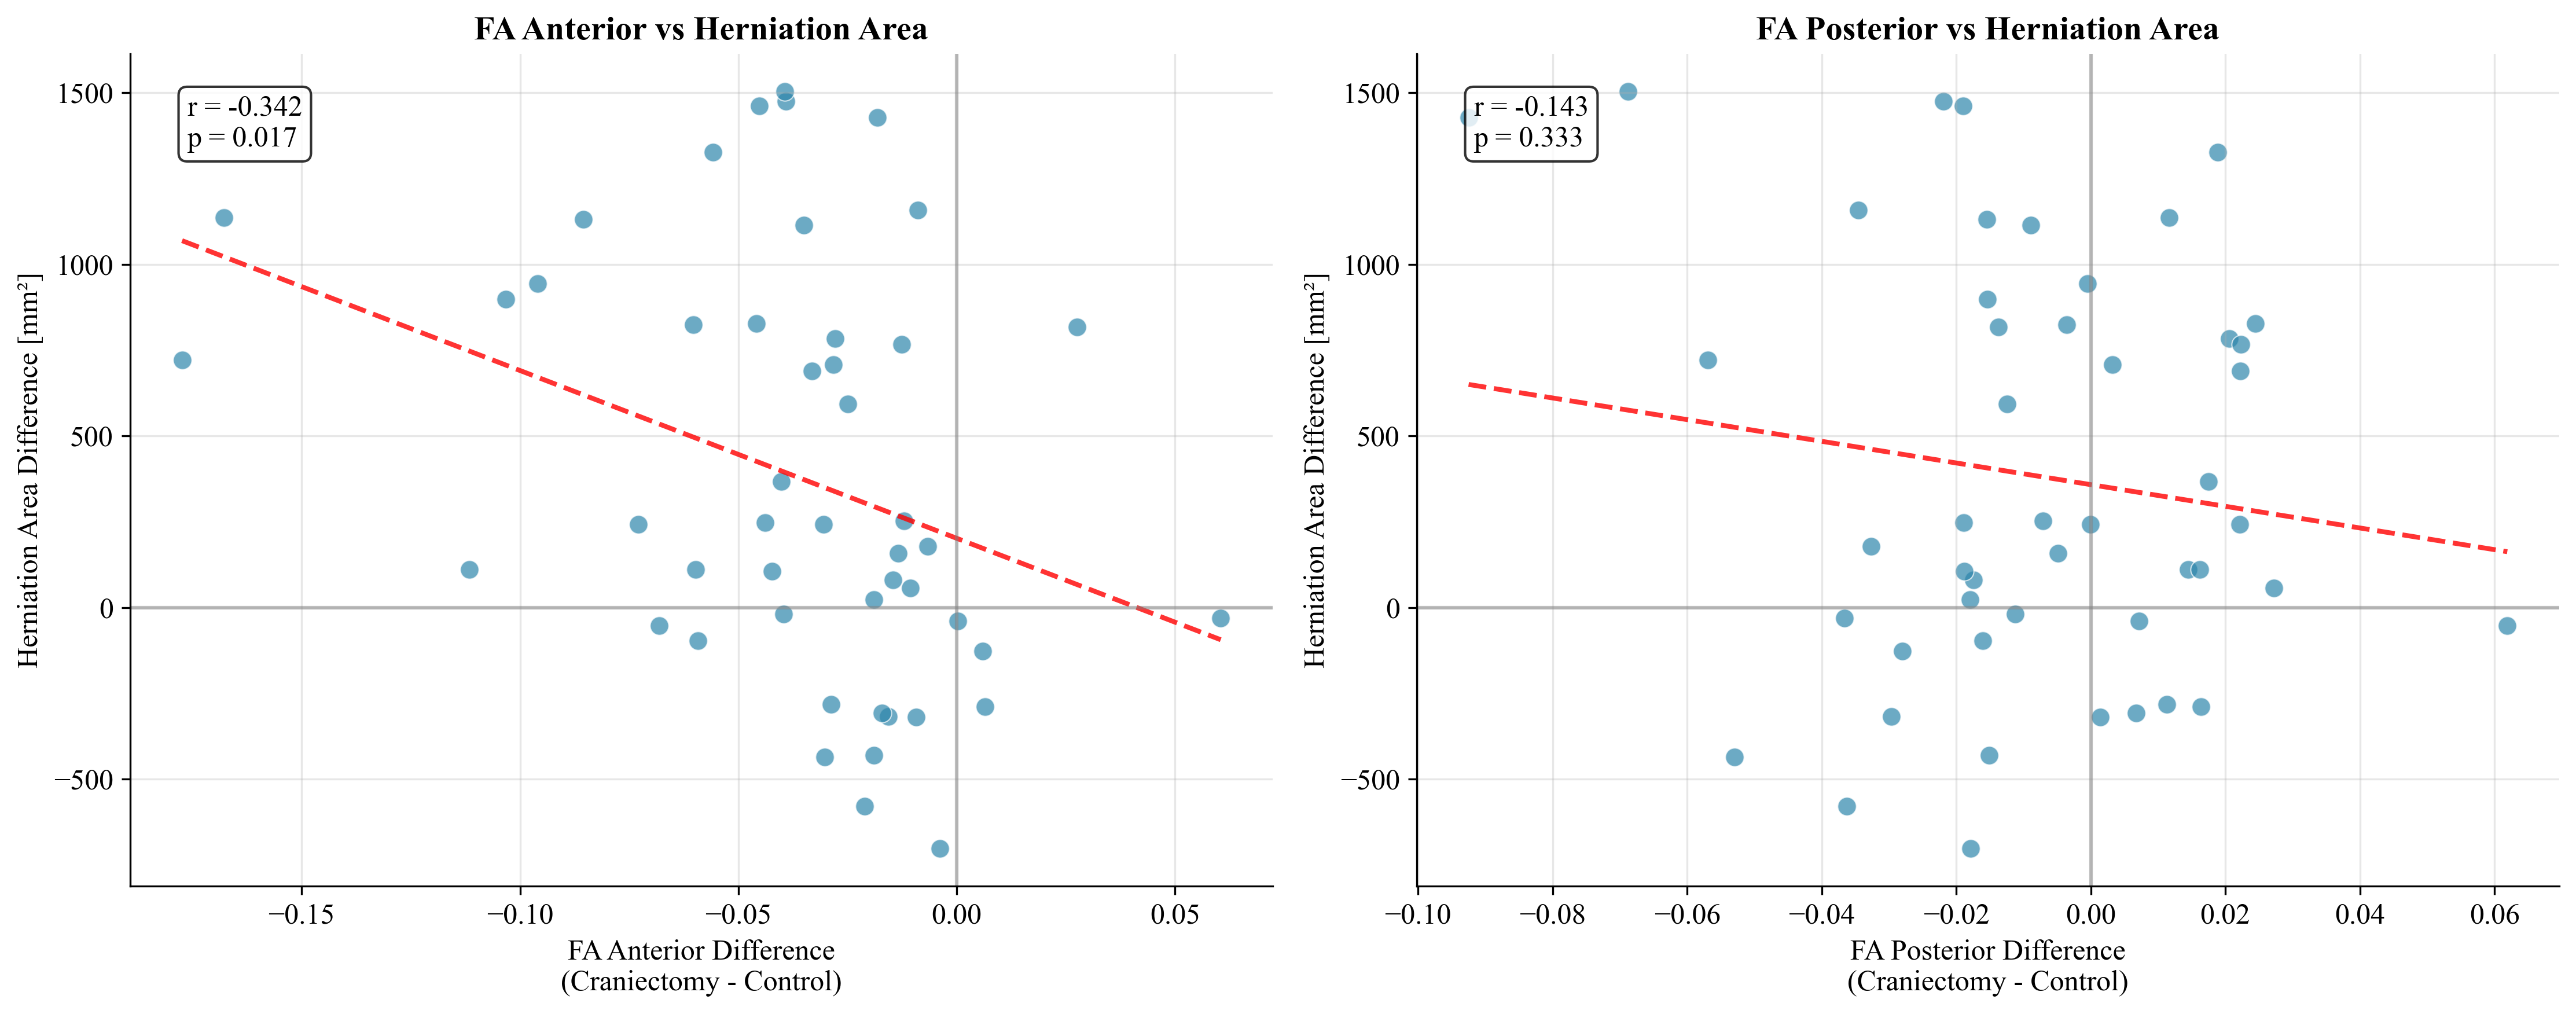 FA Anterior vs Herniation Area
r = -0.342
p = 0.017
1500
1000
500
0
−500
Herniation Area Difference [mm²]
−0.15 −0.10 −0.05 0.00 0.05
FA Anterior Difference
(Craniectomy - Control)
FA Posterior vs Herniation Area
r = -0.143
p = 0.333
1500
1000
500
0
−500
Herniation Area Difference [mm²]
−0.10 −0.08 −0.06 −0.04 −0.02 0.00 0.02 0.04 0.06
FA Posterior Difference
(Craniectomy - Control)